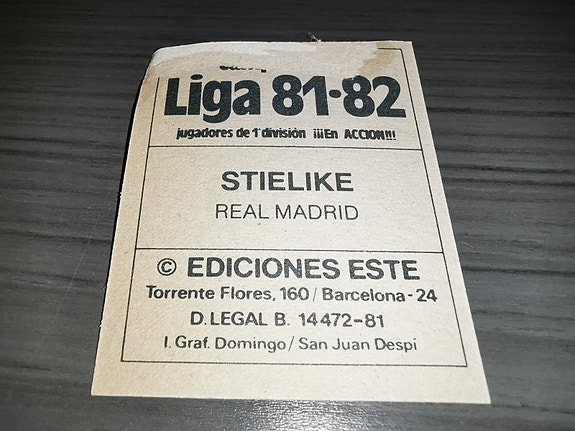 Liga 81-82
jugadores de 1ª división ¡¡¡En ACCION!!!
STIELIKE
REAL MADRID
© EDICIONES ESTE
Torrente Flores, 160 / Barcelona - 24
D. LEGAL B. 14472-81
I. Graf. Domingo / San Juan Despi